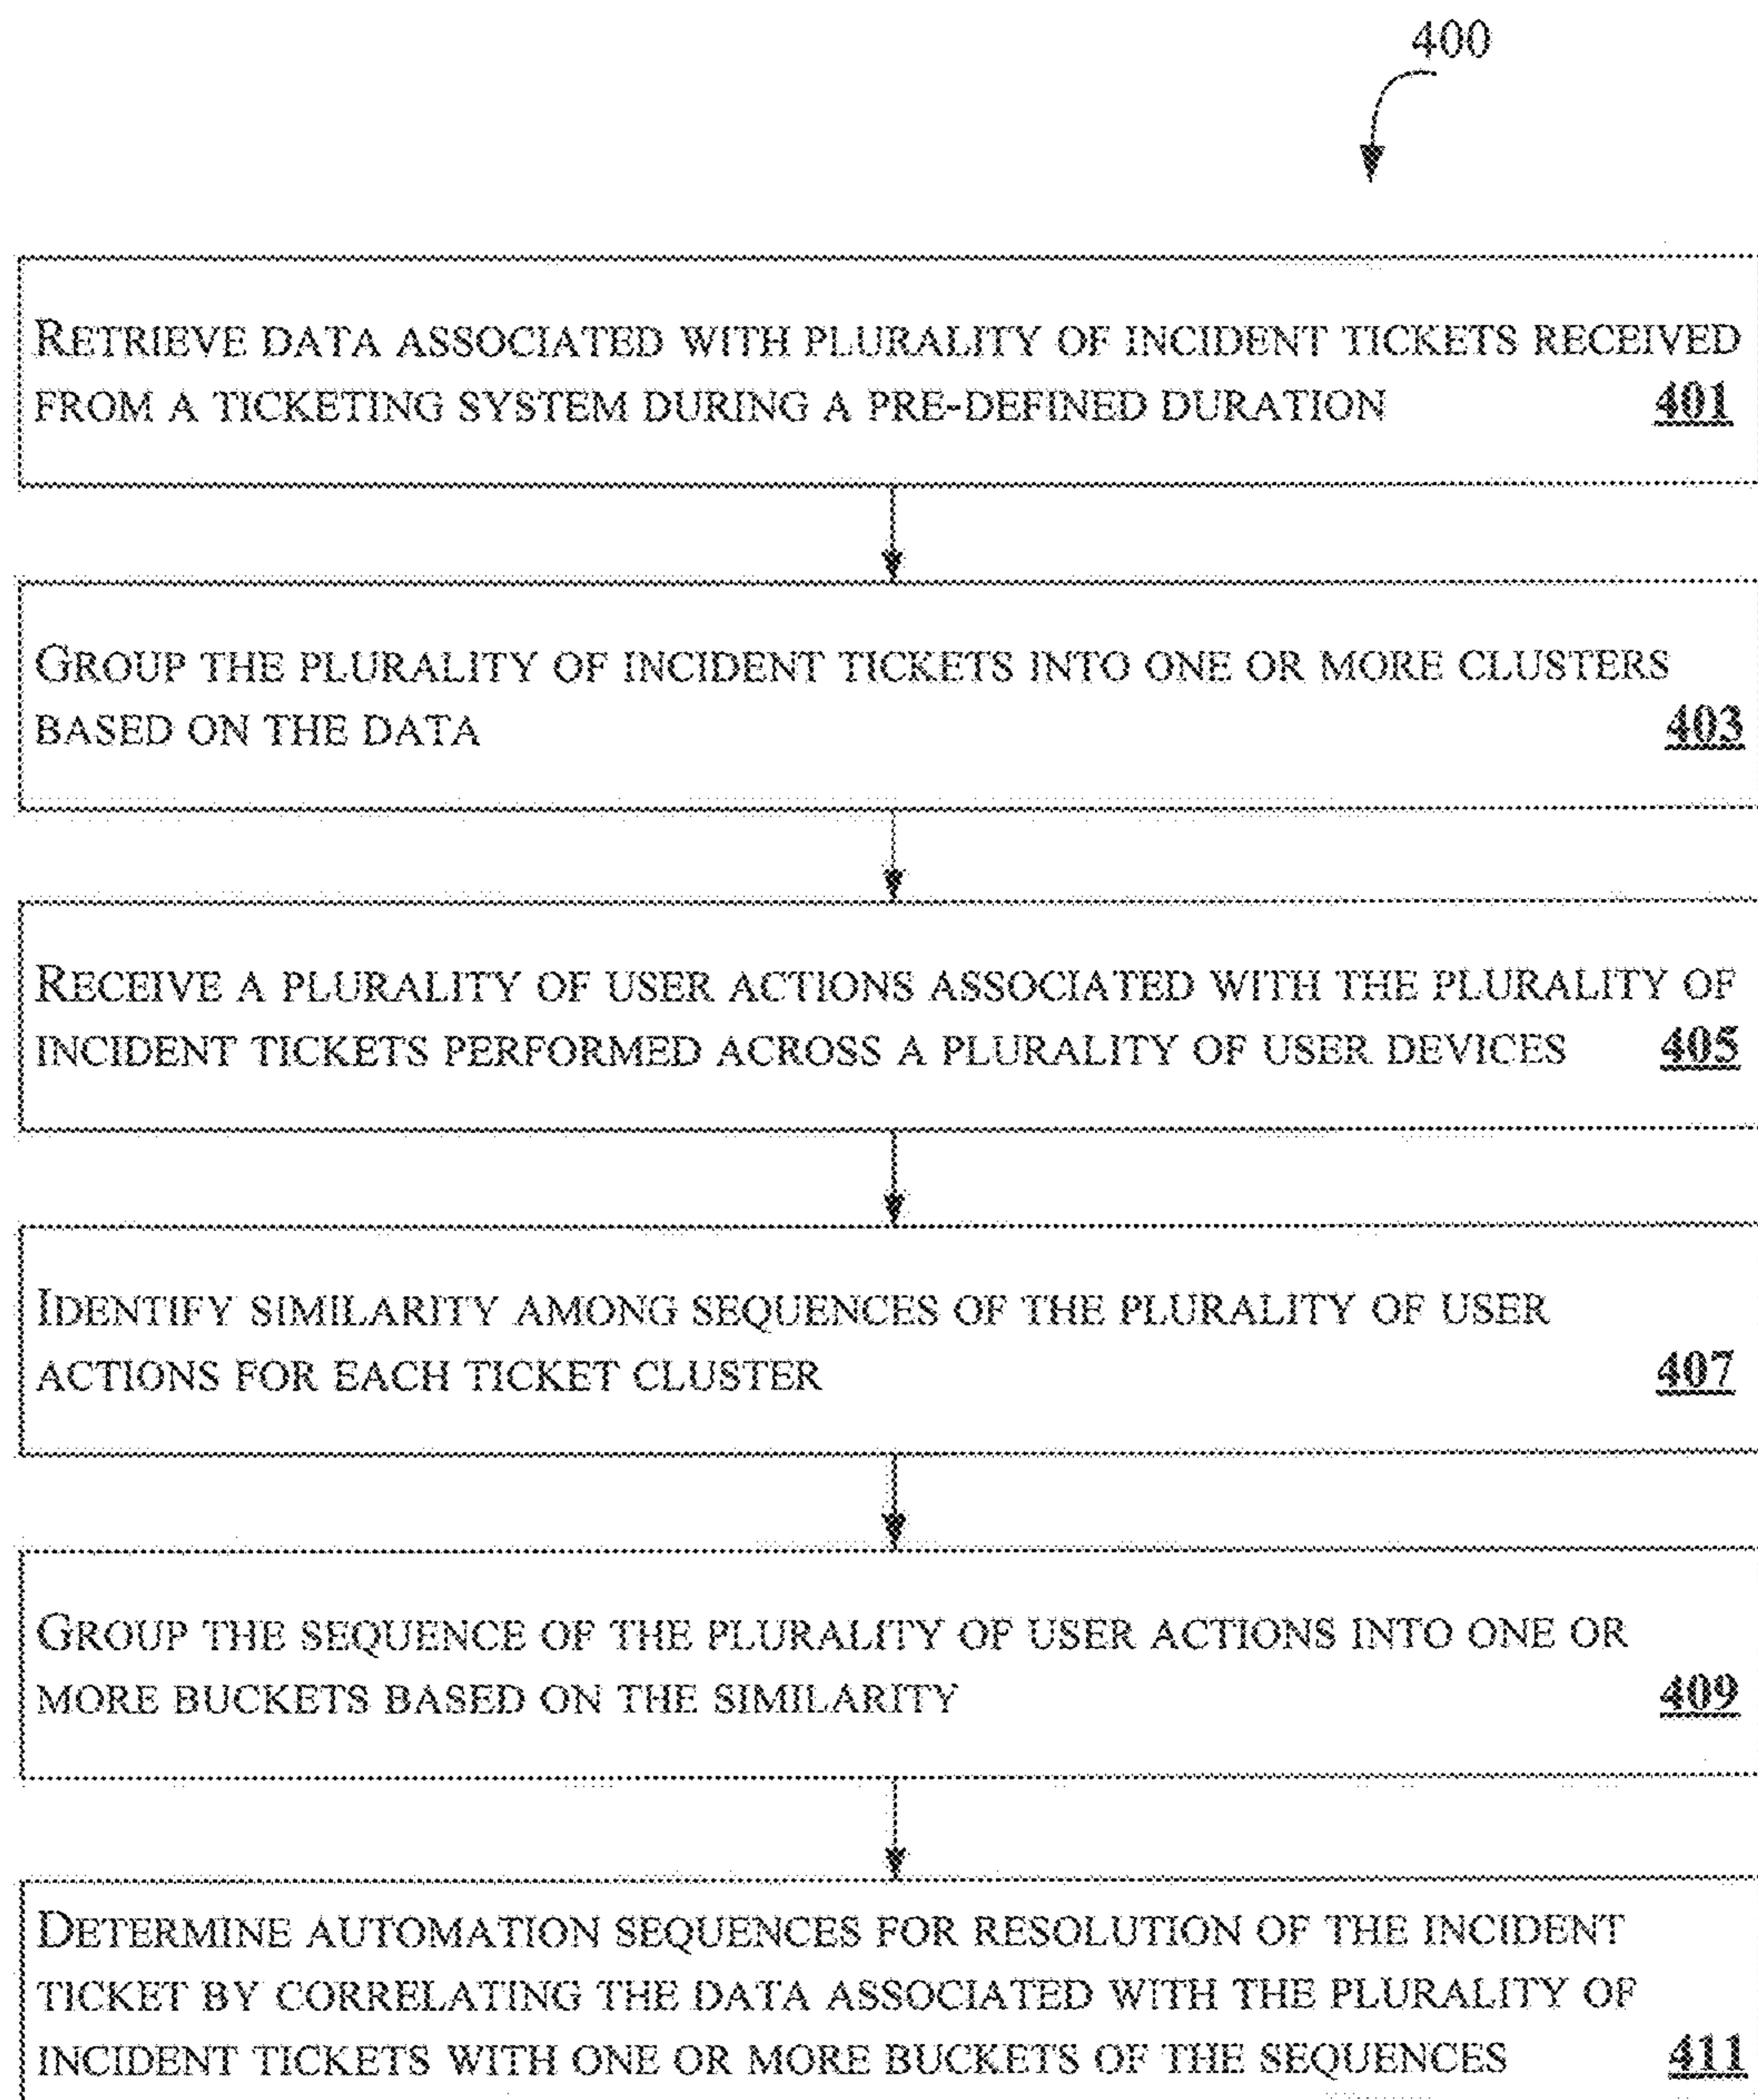 400
RETRIEVE DATA ASSOCIATED WITH PLURALITY OF INCIDENT TICKETS RECEIVED
FROM A TICKETING SYSTEM DURING A PRE-DEFINED DURATION 401
GROUP THE PLURALITY OF INCIDENT TICKETS INTO ONE OR MORE CLUSTERS
BASED ON THE DATA 403
RECEIVE A PLURALITY OF USER ACTIONS ASSOCIATED WITH THE PLURALITY OF
INCIDENT TICKETS PERFORMED ACROSS A PLURALITY OF USER DEVICES 405
IDENTIFY SIMILARITY AMONG SEQUENCES OF THE PLURALITY OF USER
ACTIONS FOR EACH TICKET CLUSTER 407
GROUP THE SEQUENCE OF THE PLURALITY OF USER ACTIONS INTO ONE OR
MORE BUCKETS BASED ON THE SIMILARITY 409
DETERMINE AUTOMATION SEQUENCES FOR RESOLUTION OF THE INCIDENT
TICKET BY CORRELATING THE DATA ASSOCIATED WITH THE PLURALITY OF
INCIDENT TICKETS WITH ONE OR MORE BUCKETS OF THE SEQUENCES 411